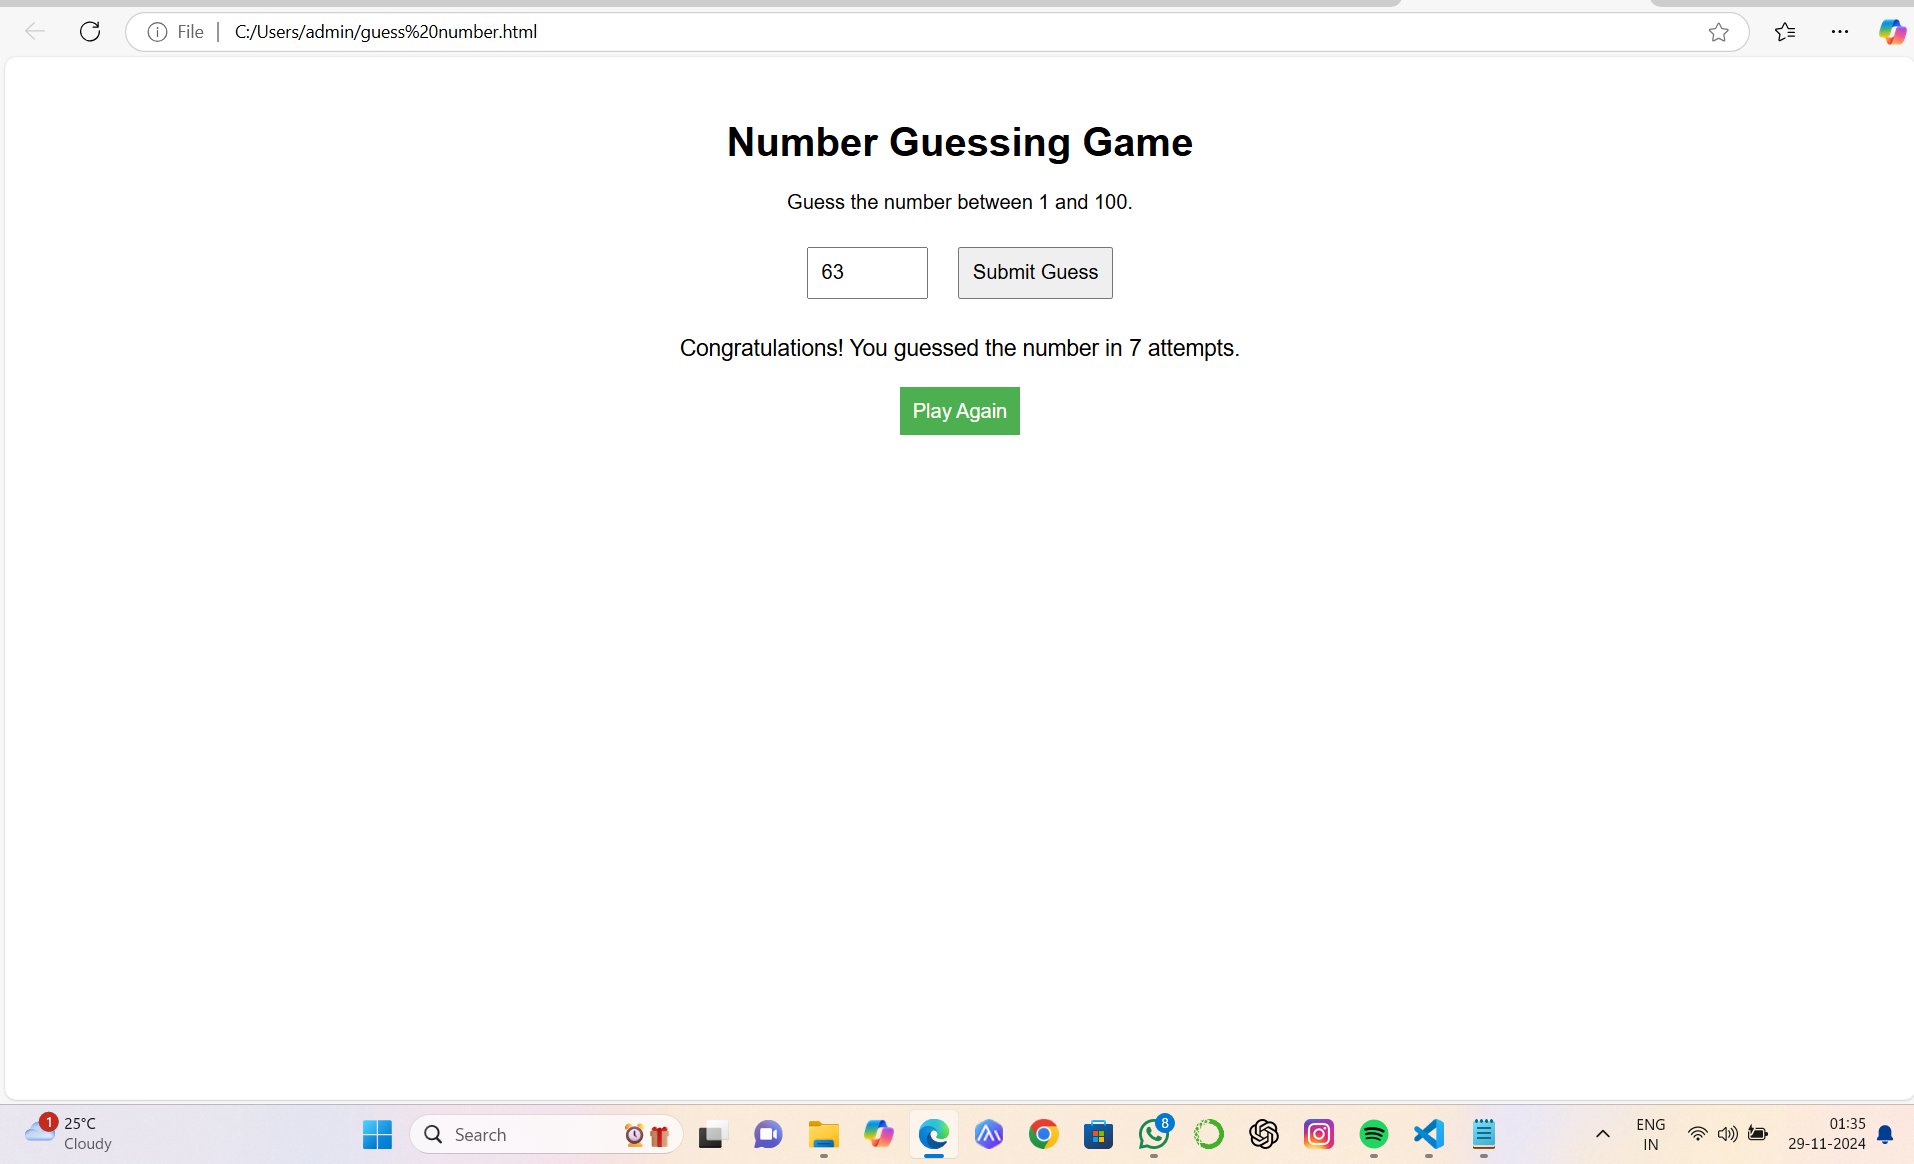 File | C:/Users/admin/guess%20number.html
Number Guessing Game
Guess the number between 1 and 100.
63 Submit Guess
Congratulations! You guessed the number in 7 attempts.
Play Again
1 25°C
Cloudy
Search
8
ENG
IN
01:35
29-11-2024